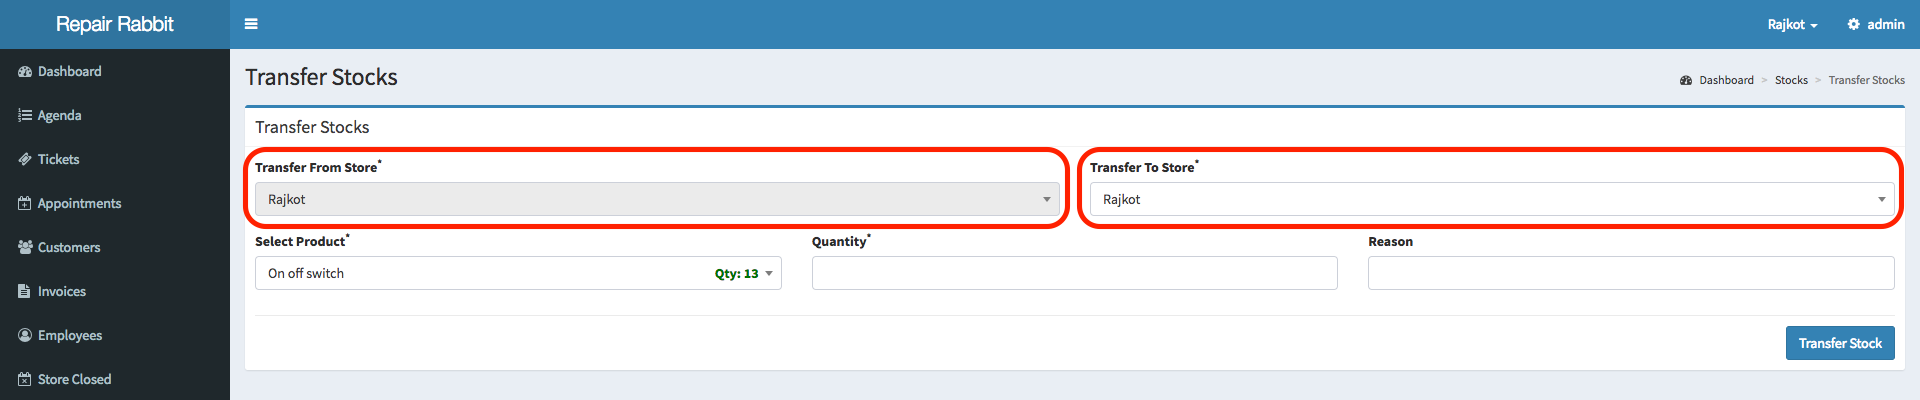 Repair Rabbit
Rajkot
admin
Dashboard
Agenda
Tickets
Appointments
Customers
Invoices
Employees
Store Closed
Transfer Stocks
Dashboard > Stocks > Transfer Stocks
Transfer Stocks
Transfer From Store*
Rajkot
Transfer To Store*
Rajkot
Select Product*
On off switch Qty: 13
Quantity*
Reason
Transfer Stock